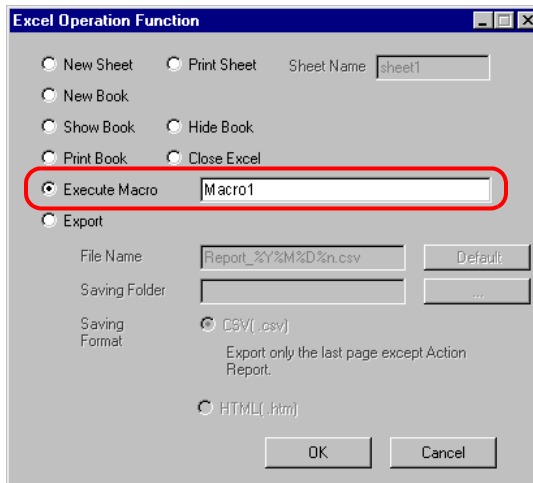 Excel Operation Function
New Sheet Print Sheet Sheet Name sheet1
New Book
Show Book Hide Book
Print Book Close Excel
Execute Macro Macro1
Export
File Name Report_%Y%M%D%n.csv Default
Saving Folder ...
Saving Format CSV(.csv)
Export only the last page except Action
Report.
HTML(.htm)
OK Cancel